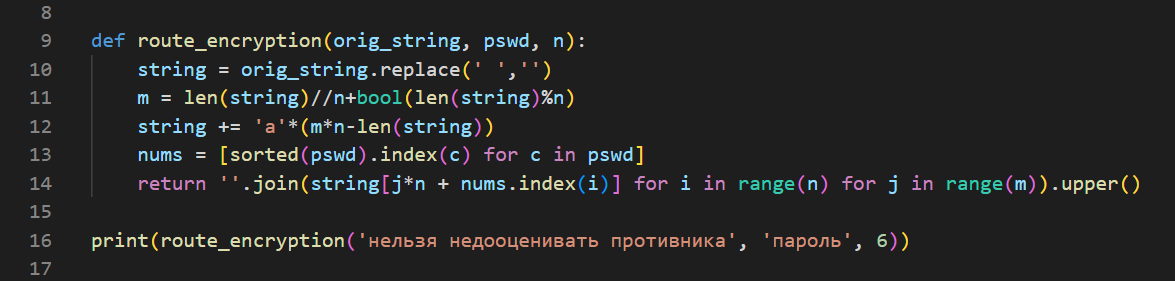 8
9 def route_encryption(orig_string, pswd, n):
10 string = orig_string.replace(' ','')
11 m = len(string)//n+bool(len(string)%n)
12 string += 'a'*(m*n-len(string))
13 nums = [sorted(pswd).index(c) for c in pswd]
14 return ''.join(string[j*n + nums.index(i)] for i in range(n) for j in range(m)).upper()
15
16 print(route_encryption('нельзя недооценивать противника', 'пароль', 6))
17